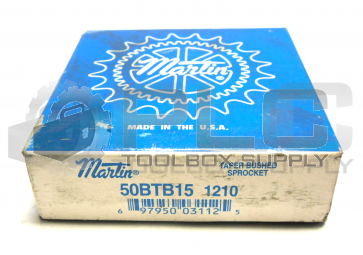 Martin®
MADE IN THE U.S.A.
PLC
TOOLBOX SUPPLY
Martin®
TAPER BUSHED
SPROCKET
50BTB15 1210
6 97950 03112 5